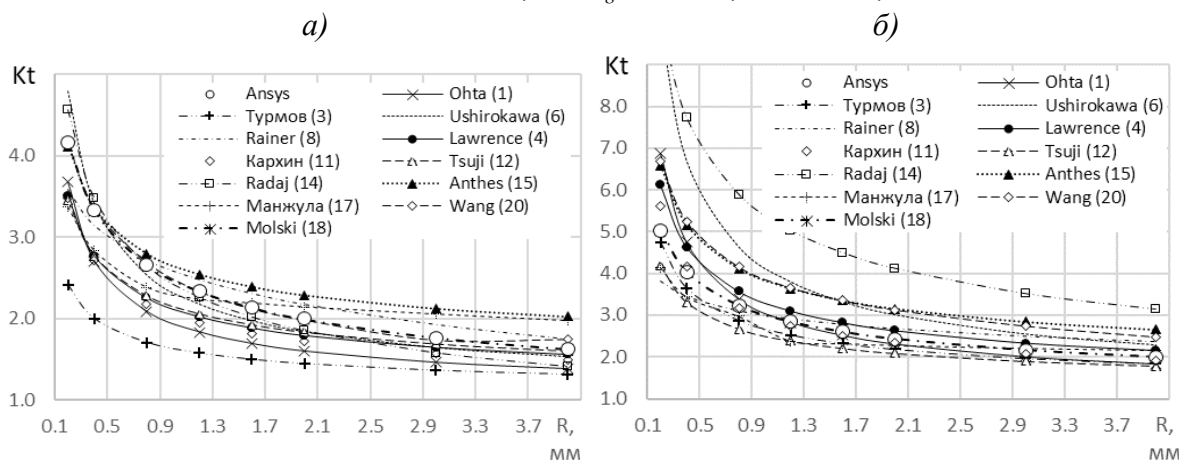 а) б)
Kt
4.0
3.0
2.0
1.0
0.1 0.5 0.9 1.3 1.7 2.1 2.5 2.9 3.3 3.7 R,
мм
Ansys Ohta (1)
Турмов (3) Ushirokawa (6)
Rainer (8) Lawrence (4)
Кархин (11) Tsuji (12)
Radaj (14) Anthes (15)
Манжула (17) Wang (20)
Molski (18)
Kt
8.0
7.0
6.0
5.0
4.0
3.0
2.0
1.0
0.1 0.5 0.9 1.3 1.7 2.1 2.5 2.9 3.3 3.7 R,
мм
Ansys Ohta (1)
Турмов (3) Ushirokawa (6)
Rainer (8) Lawrence (4)
Кархин (11) Tsuji (12)
Radaj (14) Anthes (15)
Манжула (17) Wang (20)
Molski (18)